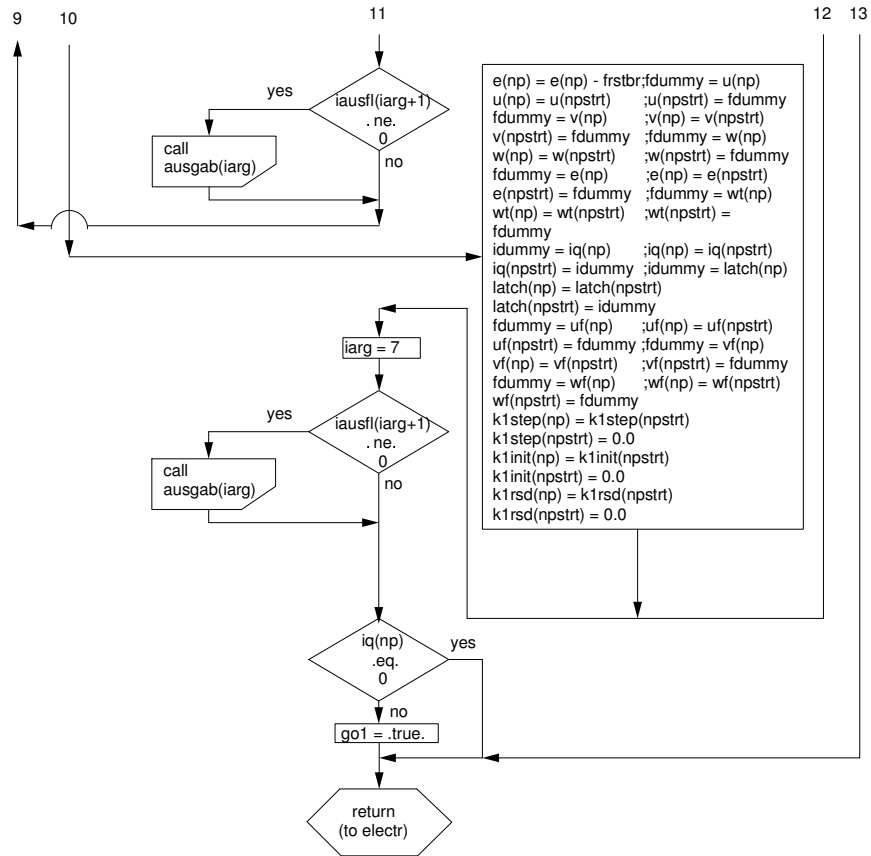 9
10
11
12
13
yes
iausfl(iarg+1)
. ne.
0
no
call
ausgab(iarg)
e(np) = e(np) - frstbr;fdummy = u(np)
u(np) = u(npstrt) ;u(npstrt) = fdummy
fdummy = v(np) ;v(np) = v(npstrt)
v(npstrt) = fdummy ;fdummy = w(np)
w(np) = w(npstrt) ;w(npstrt) = fdummy
fdummy = e(np) ;e(np) = e(npstrt)
e(npstrt) = fdummy ;fdummy = wt(np)
wt(np) = wt(npstrt) ;wt(npstrt) =
fdummy
idummy = iq(np) ;iq(np) = iq(npstrt)
iq(npstrt) = idummy ;idummy = latch(np)
latch(np) = latch(npstrt)
latch(npstrt) = idummy
fdummy = uf(np) ;uf(np) = uf(npstrt)
uf(npstrt) = fdummy ;fdummy = vf(np)
vf(np) = vf(npstrt) ;vf(npstrt) = fdummy
fdummy = wf(np) ;wf(np) = wf(npstrt)
wf(npstrt) = fdummy
k1step(np) = k1step(npstrt)
k1step(npstrt) = 0.0
k1init(np) = k1init(npstrt)
k1init(npstrt) = 0.0
k1rsd(np) = k1rsd(npstrt)
k1rsd(npstrt) = 0.0
iarg = 7
yes
iausfl(iarg+1)
. ne.
0
no
call
ausgab(iarg)
iq(np)
.eq.
0
yes
no
go1 = .true.
return
(to electr)